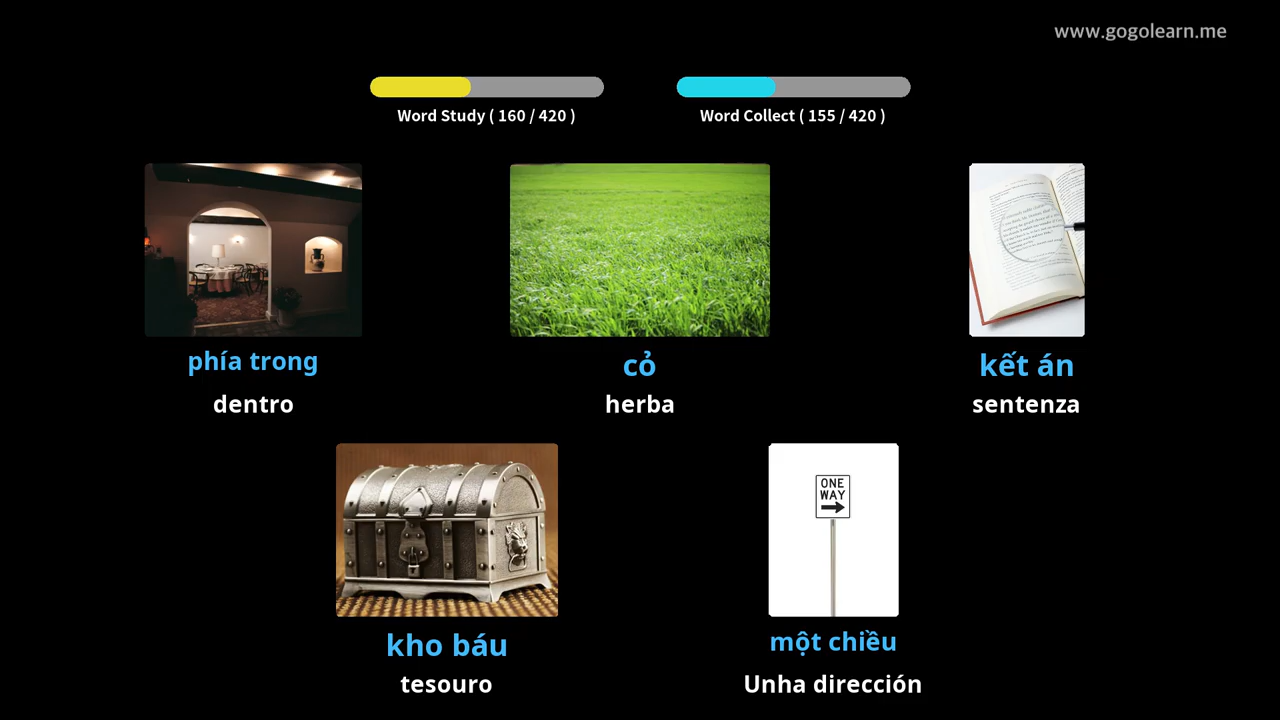 www.gogolearn.me
Word Study ( 160 / 420 )
Word Collect ( 155 / 420 )
phía trong
dentro
cỏ
herba
kết án
sentenza
kho báu
tesouro
ONE
WAY
một chiều
Unha dirección